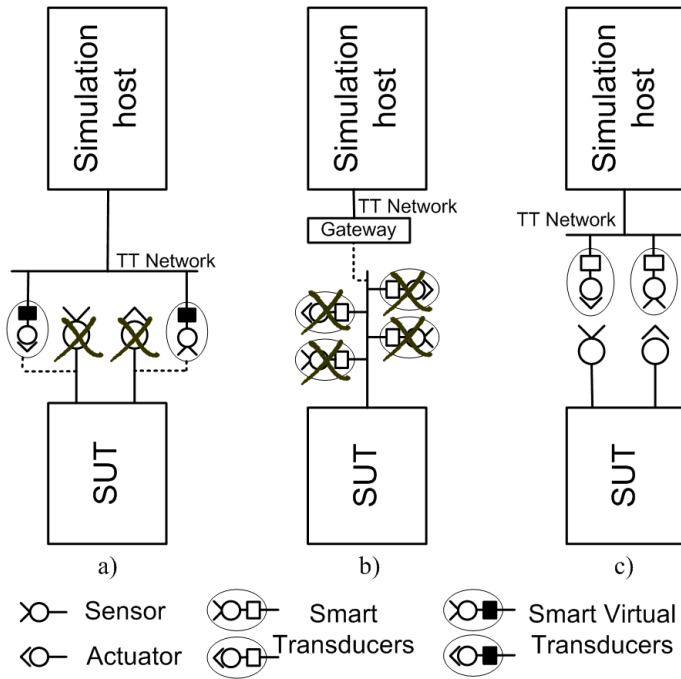 Simulation
host
TT Network
SUT
a)
Simulation
host
TT Network
Gateway
SUT
b)
Simulation
host
TT Network
SUT
c)
Sensor
Actuator
Smart
Transducers
Smart Virtual
Transducers